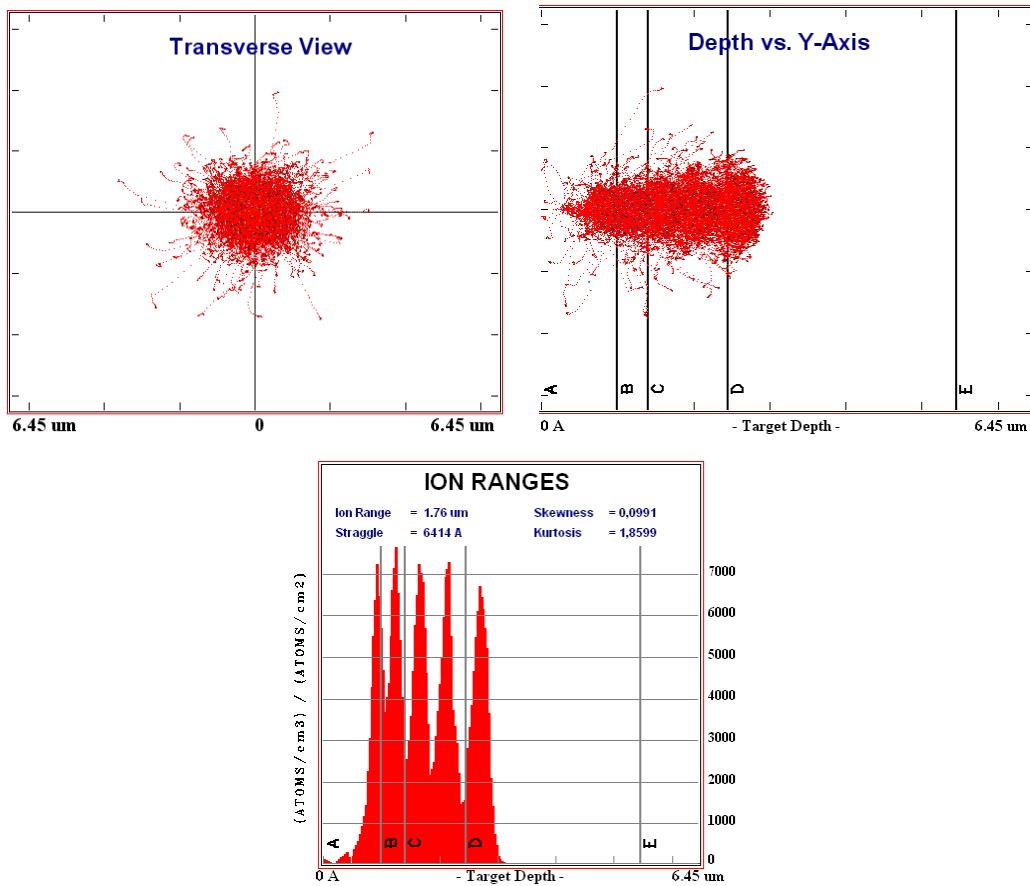 Transverse View
6.45 um 0 6.45 um
Depth vs. Y-Axis
A B C D E
0 A - Target Depth - 6.45 um
ION RANGES
Ion Range = 1.76 um Skewness = 0,0991
Straggle = 6414 A Kurtosis = 1,8599
(ATOMS/cm3) / (ATOMS/cm2)
7000
6000
5000
4000
3000
2000
1000
0
A B C D E
0 A - Target Depth - 6.45 um